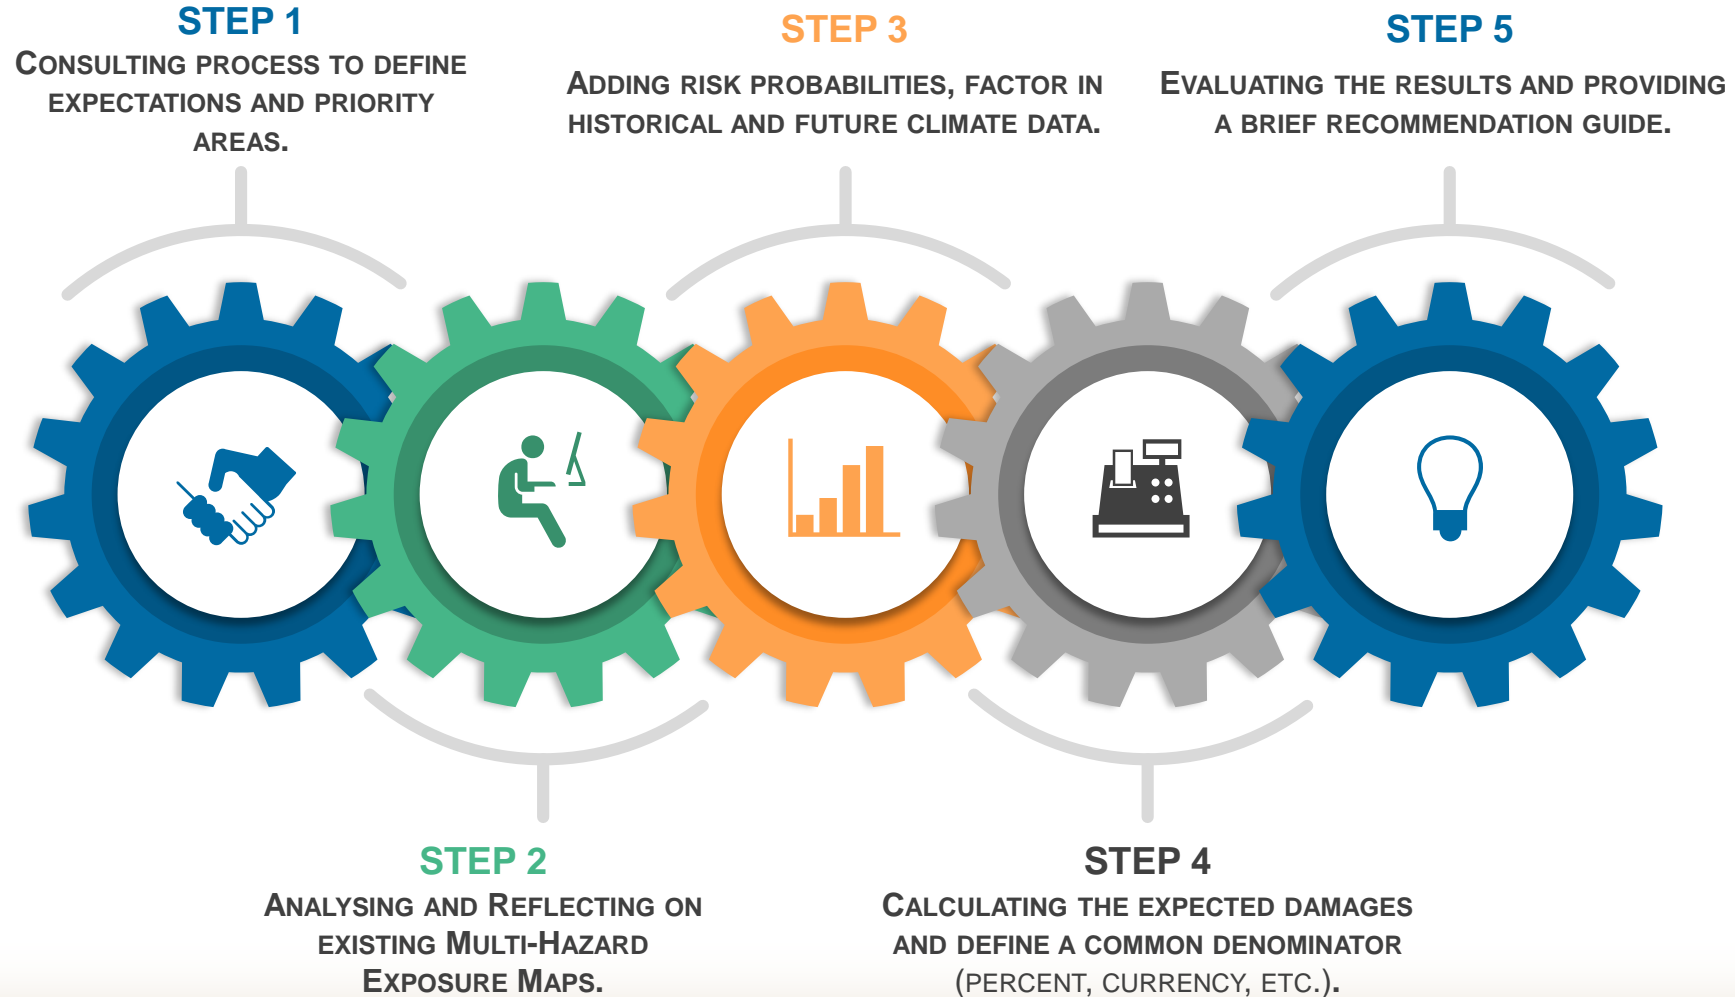 STEP 1
CONSULTING PROCESS TO DEFINE
EXPECTATIONS AND PRIORITY
AREAS.
STEP 2
ANALYSING AND REFLECTING ON
EXISTING MULTI-HAZARD
EXPOSURE MAPS.
STEP 3
ADDING RISK PROBABILITIES, FACTOR IN
HISTORICAL AND FUTURE CLIMATE DATA.
STEP 4
CALCULATING THE EXPECTED DAMAGES
AND DEFINE A COMMON DENOMINATOR
(PERCENT, CURRENCY, ETC.).
STEP 5
EVALUATING THE RESULTS AND PROVIDING
A BRIEF RECOMMENDATION GUIDE.